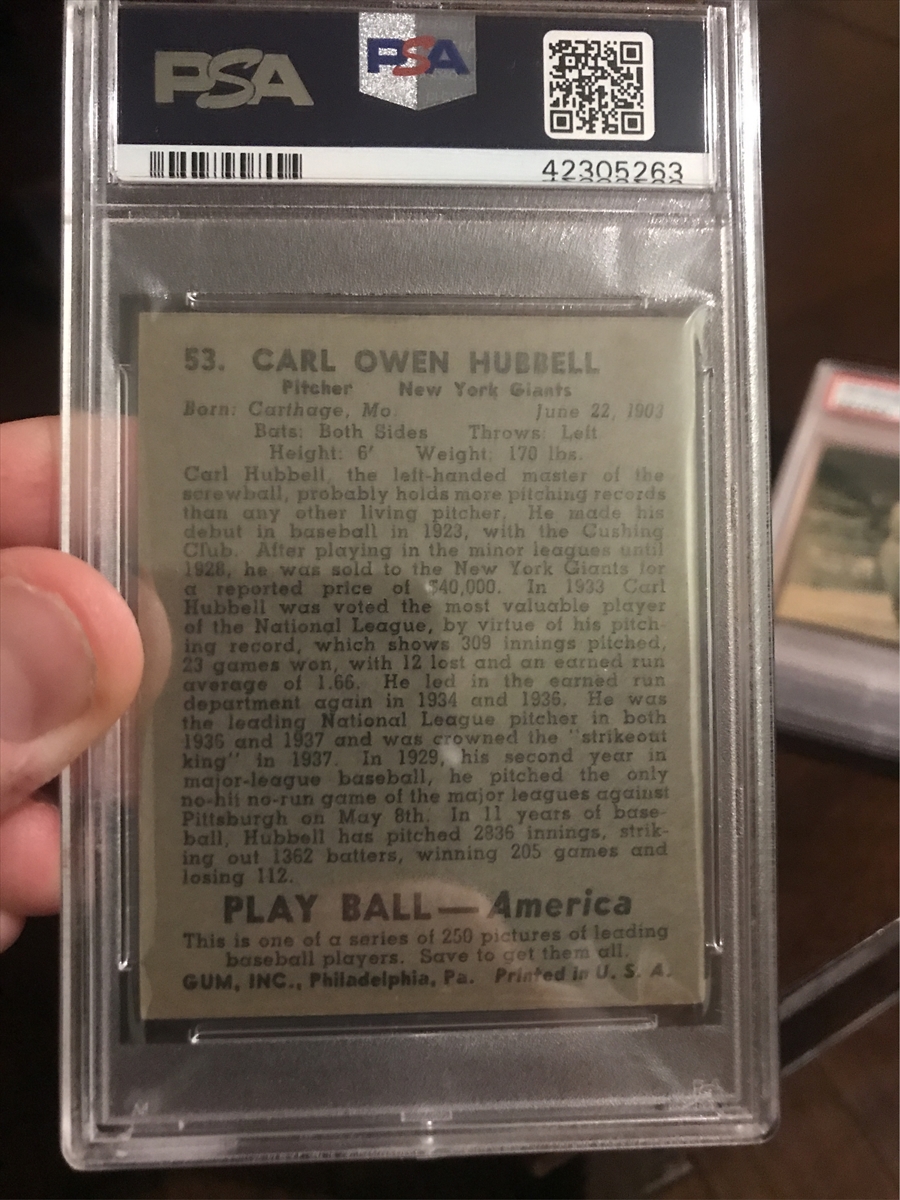 PSA PSA
42305263
53. CARL OWEN HUBBELL
Pitcher New York Giants
Born: Carthage, Mo. June 22, 1903
Bats: Both Sides Throws: Left
Height: 6' Weight: 170 lbs.
Carl Hubbell, the left-handed master of the
screwball, probably holds more pitching records
than any other living pitcher. He made his
debut in baseball in 1923, with the Cushing
Club. After playing in the minor leagues until
1928, he was sold to the New York Giants for
a reported price of $40,000. In 1933 Carl
Hubbell was voted the most valuable player
of the National League, by virtue of his pitch-
ing record, which shows 309 innings pitched,
23 games won, with 12 lost and an earned run
average of 1.66. He led in the earned run
department again in 1934 and 1936. He was
the leading National League pitcher in both
1936 and 1937 and was crowned the "strikeout
king" in 1937. In 1929, his second year in
major-league baseball, he pitched the only
no-hit no-run game of the major leagues against
Pittsburgh on May 8th. In 11 years of base-
ball, Hubbell has pitched 2836 innings, strik-
ing out 1362 batters, winning 205 games and
losing 112.
PLAY BALL — America
This is one of a series of 250 pictures of leading
baseball players. Save to get them all.
GUM, INC., Philadelphia, Pa. Printed in U. S. A.